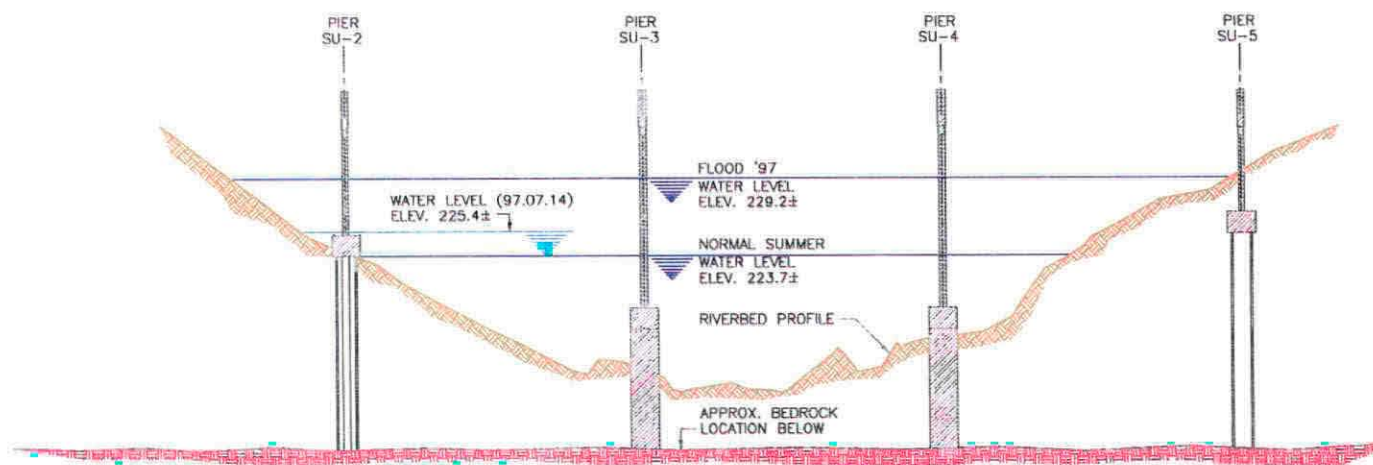 PIER
SU-2
PIER
SU-3
PIER
SU-4
PIER
SU-5
FLOOD '97
WATER LEVEL
ELEV. 229.2±
WATER LEVEL (97.07.14)
ELEV. 225.4±
NORMAL SUMMER
WATER LEVEL
ELEV. 223.7±
RIVERBED PROFILE
APPROX. BEDROCK
LOCATION BELOW